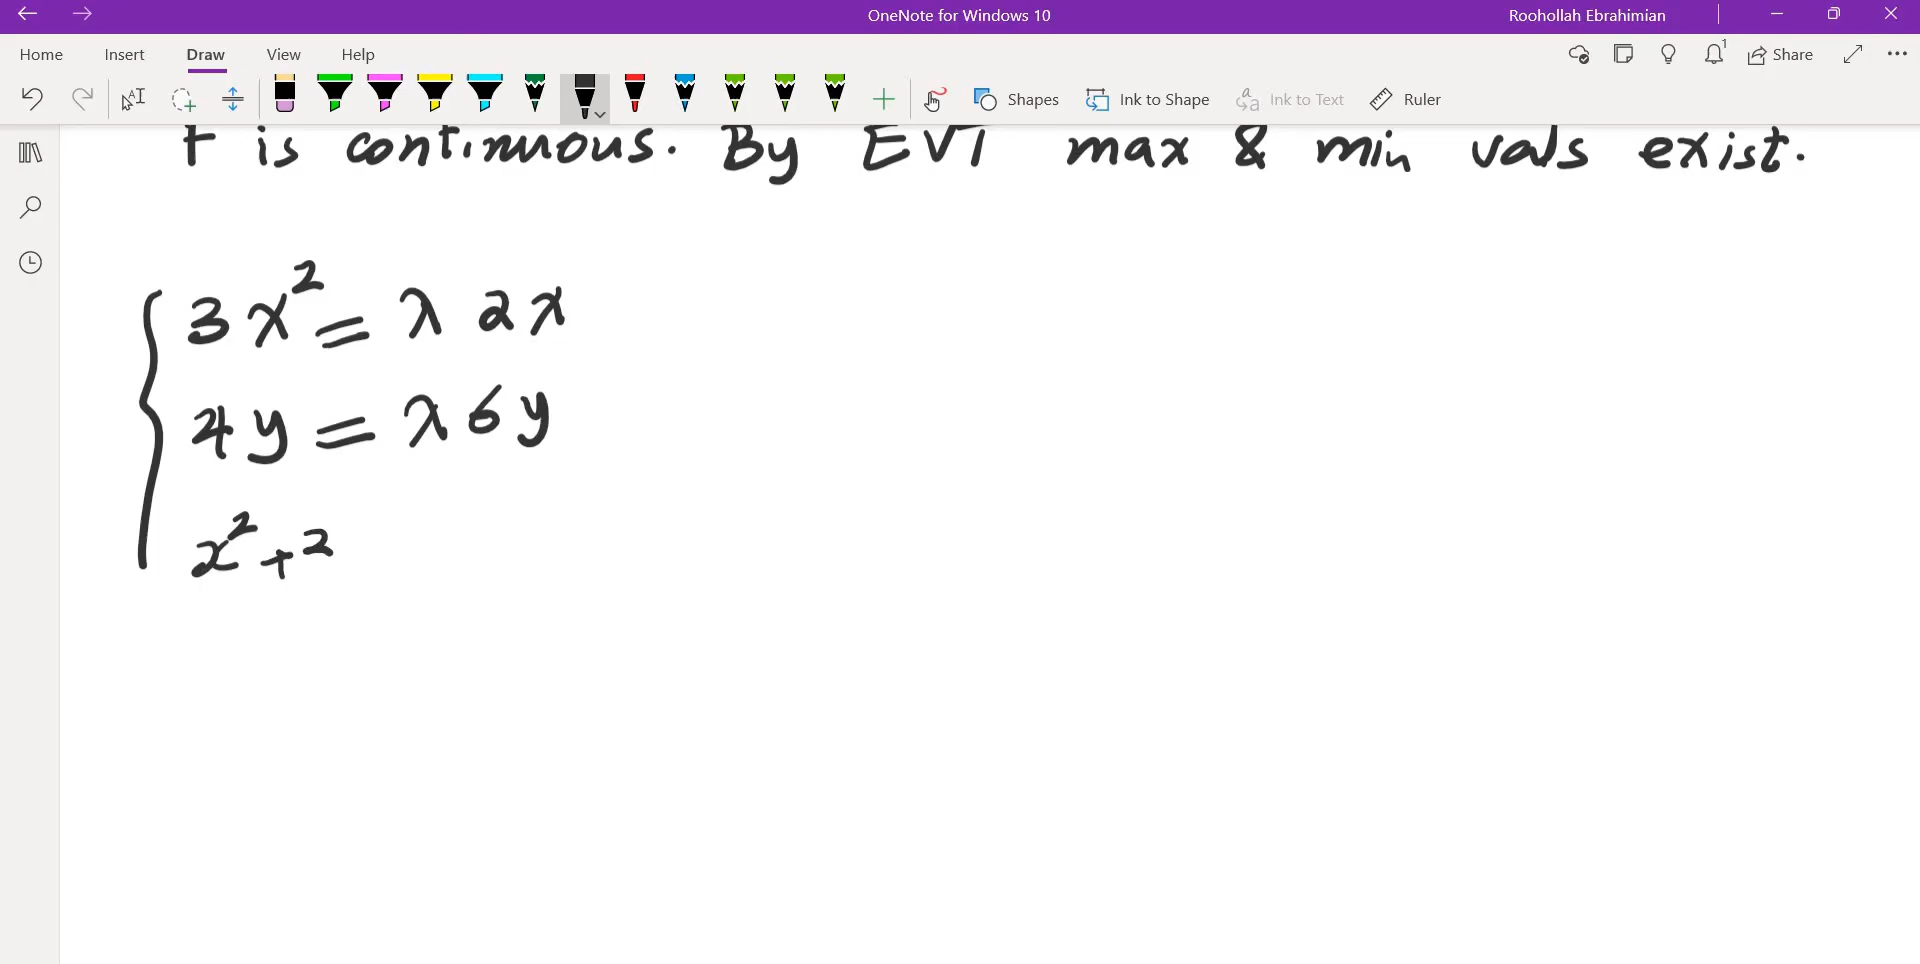 OneNote for Windows 10
Roohollah Ebrahimian
Home Insert Draw View Help
1
Share
Shapes Ink to Shape Ink to Text Ruler
f is continuous. By EVT max & min vals exist.
3x² = λ 2x
4y = λ 6y
x² + 2